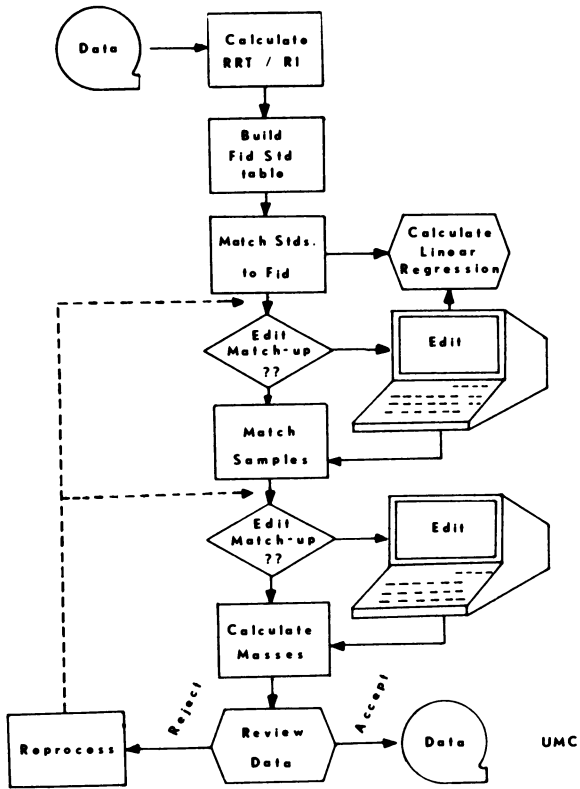 Data
Calculate
RRT / RI
Build
Fid Std
table
Match Stds.
to Fid
Calculate
Linear
Regression
Edit
Match-up
??
Edit
Match
Samples
Edit
Match-up
??
Edit
Calculate
Masses
Reject
Accept
Reprocess
Review
Data
Data
UMC